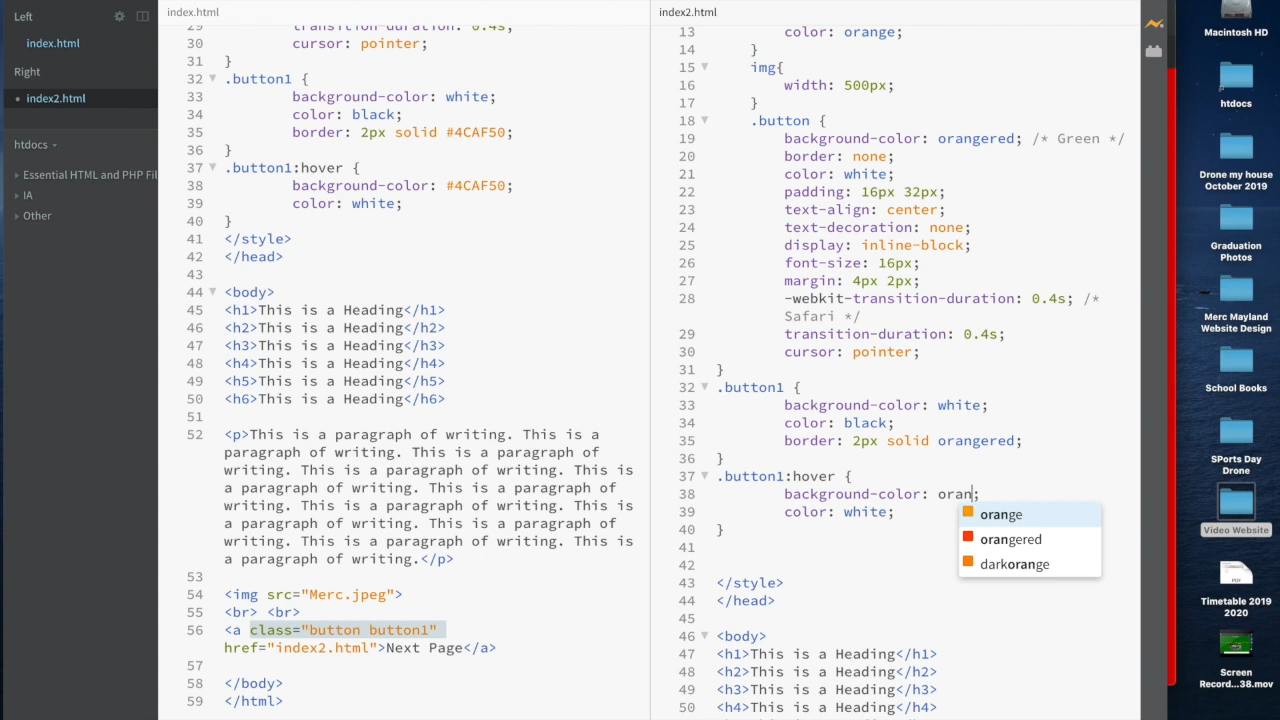 Left
index.html
Right
index2.html
htdocs
Essential HTML and PHP Fil
IA
Other
index.html
29 transition-duration: 0.4s;
30 cursor: pointer;
31 }
32 .button1 {
33 background-color: white;
34 color: black;
35 border: 2px solid #4CAF50;
36 }
37 .button1:hover {
38 background-color: #4CAF50;
39 color: white;
40 }
41 </style>
42 </head>
43
44 <body>
45 <h1>This is a Heading</h1>
46 <h2>This is a Heading</h2>
47 <h3>This is a Heading</h3>
48 <h4>This is a Heading</h4>
49 <h5>This is a Heading</h5>
50 <h6>This is a Heading</h6>
51
52 <p>This is a paragraph of writing. This is a
paragraph of writing. This is a paragraph of
writing. This is a paragraph of writing. This is
a paragraph of writing. This is a paragraph of
writing. This is a paragraph of writing. This is
a paragraph of writing. This is a paragraph of
writing. This is a paragraph of writing. This is
a paragraph of writing.</p>
53
54 <img src="Merc.jpeg">
55 <br> <br>
56 <a class="button button1"
href="index2.html">Next Page</a>
57
58 </body>
59 </html>
index2.html
13 color: orange;
14 }
15 img{
16 width: 500px;
17 }
18 .button {
19 background-color: orangered; /* Green */
20 border: none;
21 color: white;
22 padding: 16px 32px;
23 text-align: center;
24 text-decoration: none;
25 display: inline-block;
26 font-size: 16px;
27 margin: 4px 2px;
28 -webkit-transition-duration: 0.4s; /*
Safari */
29 transition-duration: 0.4s;
30 cursor: pointer;
31 }
32 .button1 {
33 background-color: white;
34 color: black;
35 border: 2px solid orangered;
36 }
37 .button1:hover {
38 background-color: oran;
39 color: white;
40 }
41
42
43 </style>
44 </head>
45
46 <body>
47 <h1>This is a Heading</h1>
48 <h2>This is a Heading</h2>
49 <h3>This is a Heading</h3>
50 <h4>This is a Heading</h4>
orange
orangered
darkorange
Macintosh HD
htdocs
Drone my house
October 2019
Graduation
Photos
Merc Mayland
Website Design
School Books
SPorts Day
Drone
Video Website
PDF
Timetable 2019
2020
Screen
Record...38.mov